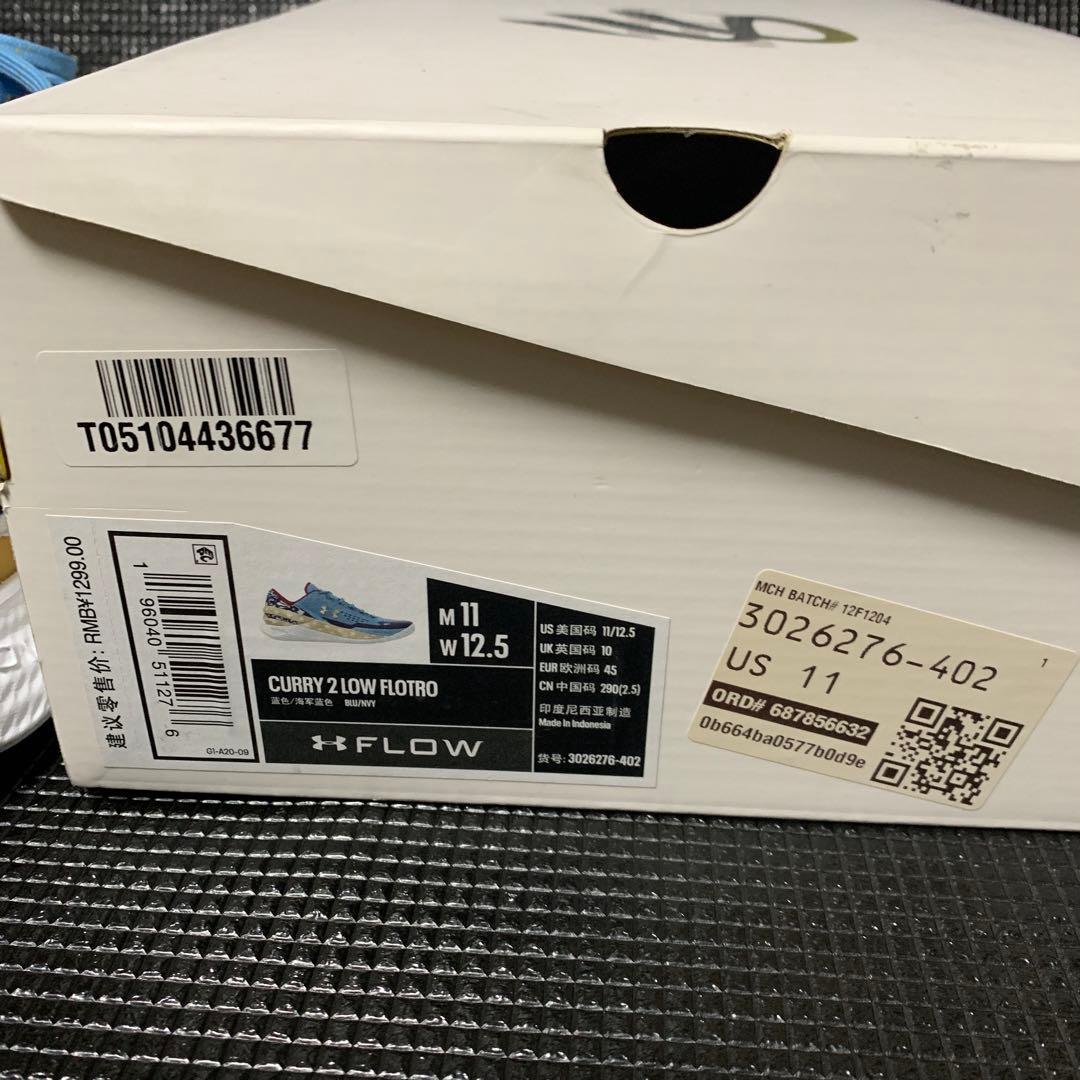 T05104436677
建议零售价: RMB¥1299.00
1 96040 51127 6
G1-A20-09
M 11
W 12.5
CURRY 2 LOW FLOTRO
蓝色/海军蓝色 BLU/NVY
FLOW
US 美国码 11/12.5
UK 英国码 10
EUR 欧洲码 45
CN 中国码 290(2.5)
印度尼西亚制造
Made in Indonesia
货号: 3026276-402
MCH BATCH# 12F1204
3026276-402
1
US 11
ORD# 687856632
0b664ba0577b0d9e